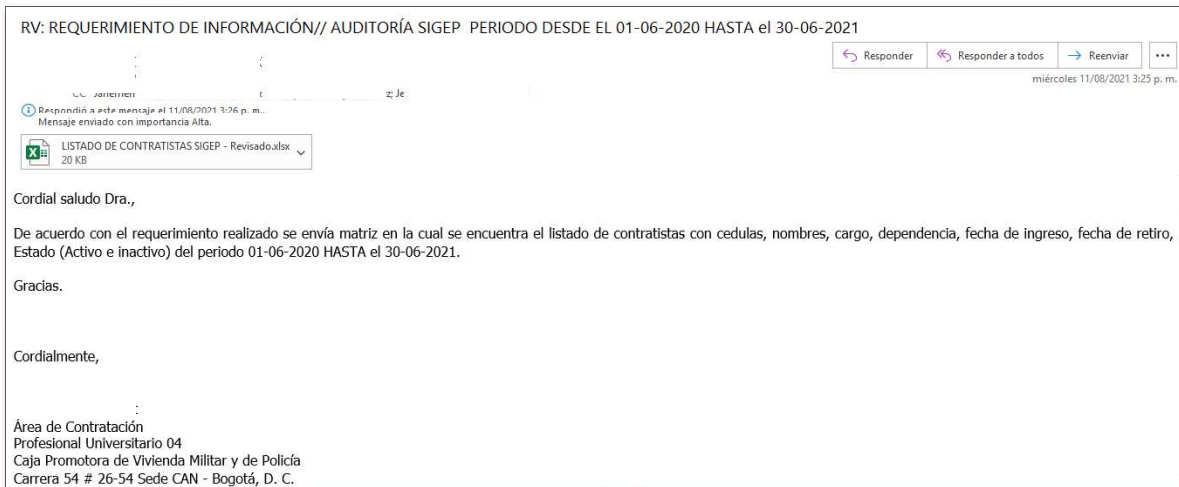 RV: REQUERIMIENTO DE INFORMACIÓN// AUDITORÍA SIGEP PERIODO DESDE EL 01-06-2020 HASTA el 30-06-2021
Responder Responder a todos Reenviar ...
miércoles 11/08/2021 3:25 p. m.
z; Je
Respondió a este mensaje el 11/08/2021 3:26 p. m..
Mensaje enviado con importancia Alta.
LISTADO DE CONTRATISTAS SIGEP - Revisado.xlsx
20 KB
Cordial saludo Dra.,
De acuerdo con el requerimiento realizado se envía matriz en la cual se encuentra el listado de contratistas con cedulas, nombres, cargo, dependencia, fecha de ingreso, fecha de retiro,
Estado (Activo e inactivo) del periodo 01-06-2020 HASTA el 30-06-2021.
Gracias.
Cordialmente,
Área de Contratación
Profesional Universitario 04
Caja Promotora de Vivienda Militar y de Policía
Carrera 54 # 26-54 Sede CAN - Bogotá, D. C.